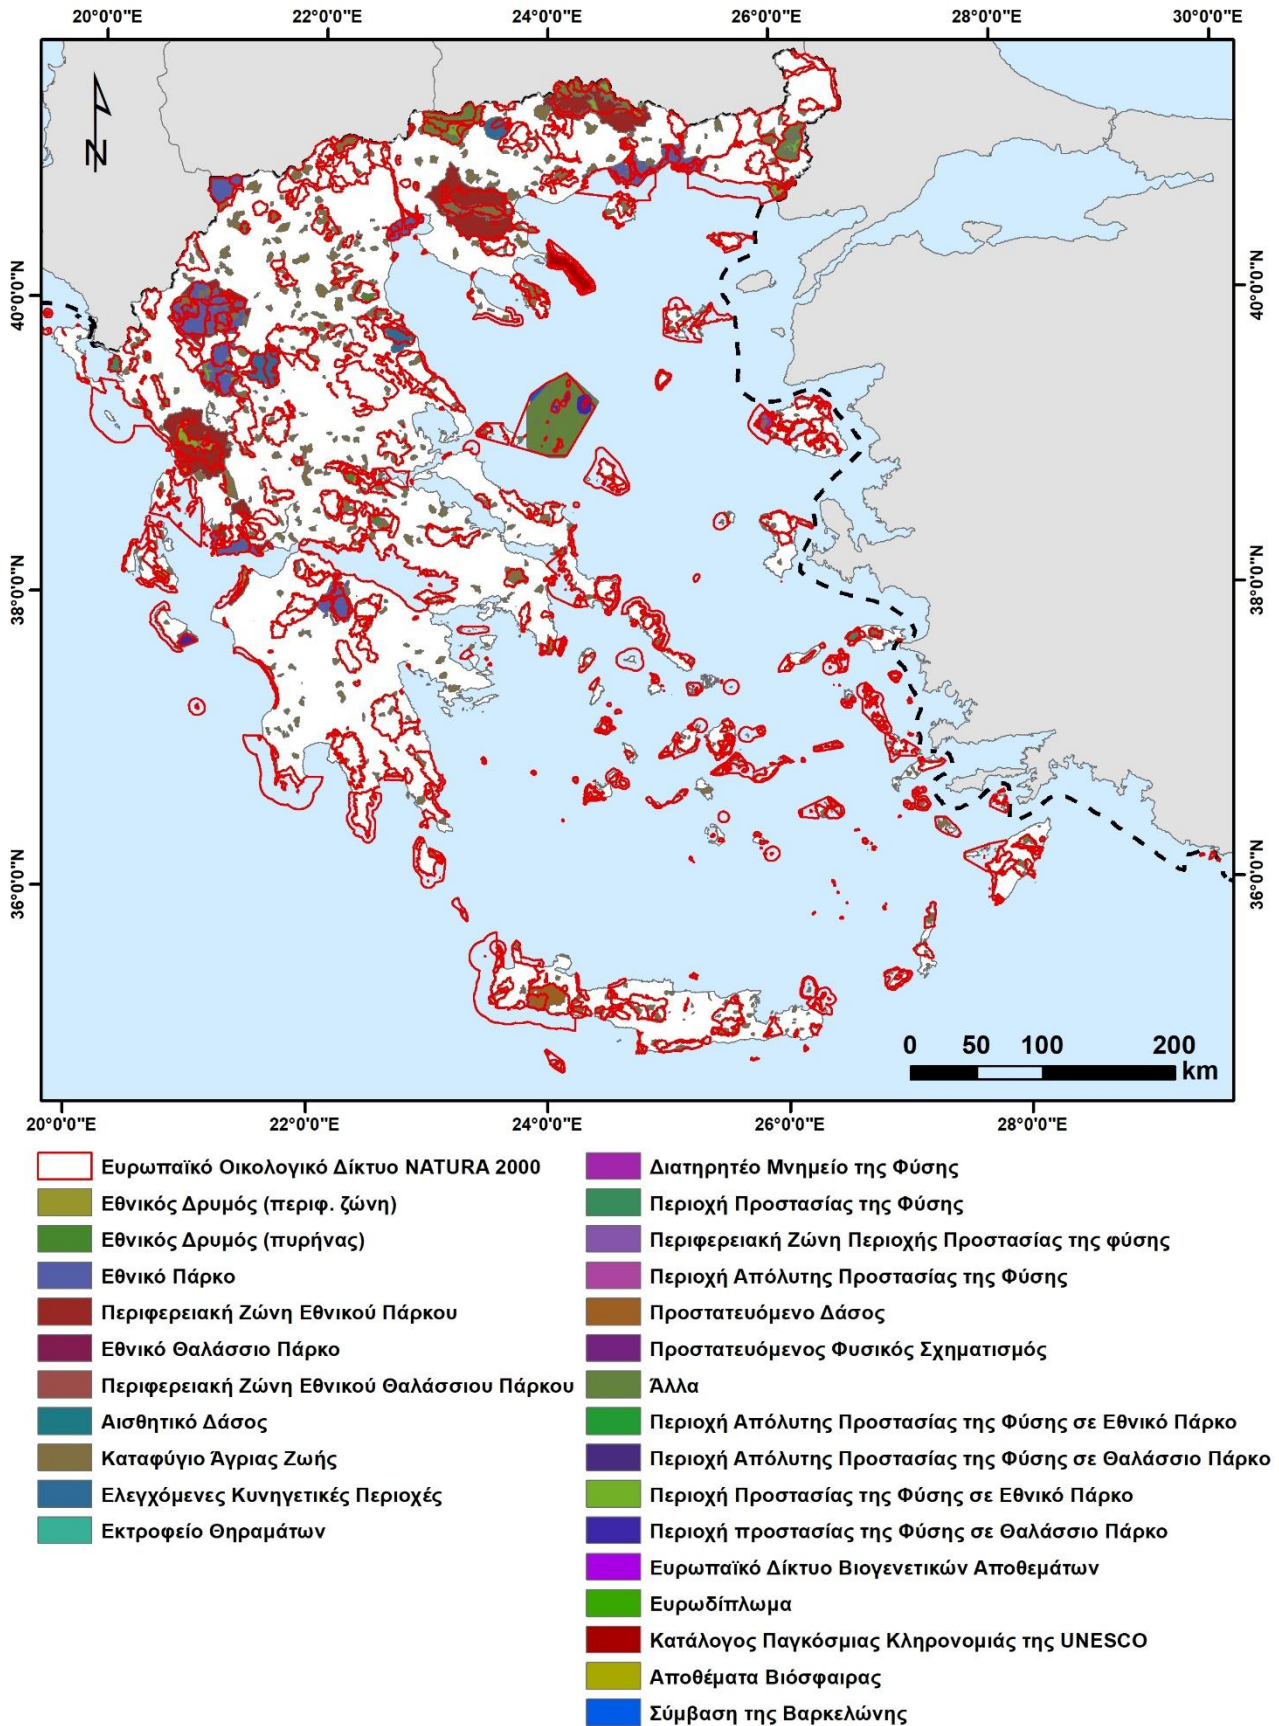 20°0'0"E 22°0'0"E 24°0'0"E 26°0'0"E 28°0'0"E 30°0'0"E
N
40°0'0"N 40°0'0"N
38°0'0"N 38°0'0"N
36°0'0"N 36°0'0"N
0 50 100 200
km
20°0'0"E 22°0'0"E 24°0'0"E 26°0'0"E 28°0'0"E
Ευρωπαϊκό Οικολογικό Δίκτυο NATURA 2000
Εθνικός Δρυμός (περιφ. ζώνη)
Εθνικός Δρυμός (πυρήνας)
Εθνικό Πάρκο
Περιφερειακή Ζώνη Εθνικού Πάρκου
Εθνικό Θαλάσσιο Πάρκο
Περιφερειακή Ζώνη Εθνικού Θαλάσσιου Πάρκου
Αισθητικό Δάσος
Καταφύγιο Άγριας Ζωής
Ελεγχόμενες Κυνηγετικές Περιοχές
Εκτροφείο Θηραμάτων
Διατηρητέο Μνημείο της Φύσης
Περιοχή Προστασίας της Φύσης
Περιφερειακή Ζώνη Περιοχής Προστασίας της φύσης
Περιοχή Απόλυτης Προστασίας της Φύσης
Προστατευόμενο Δάσος
Προστατευόμενος Φυσικός Σχηματισμός
Άλλα
Περιοχή Απόλυτης Προστασίας της Φύσης σε Εθνικό Πάρκο
Περιοχή Απόλυτης Προστασίας της Φύσης σε Θαλάσσιο Πάρκο
Περιοχή Προστασίας της Φύσης σε Εθνικό Πάρκο
Περιοχή προστασίας της Φύσης σε Θαλάσσιο Πάρκο
Ευρωπαϊκό Δίκτυο Βιογενετικών Αποθεμάτων
Ευρωδίπλωμα
Κατάλογος Παγκόσμιας Κληρονομιάς της UNESCO
Αποθέματα Βιόσφαιρας
Σύμβαση της Βαρκελώνης